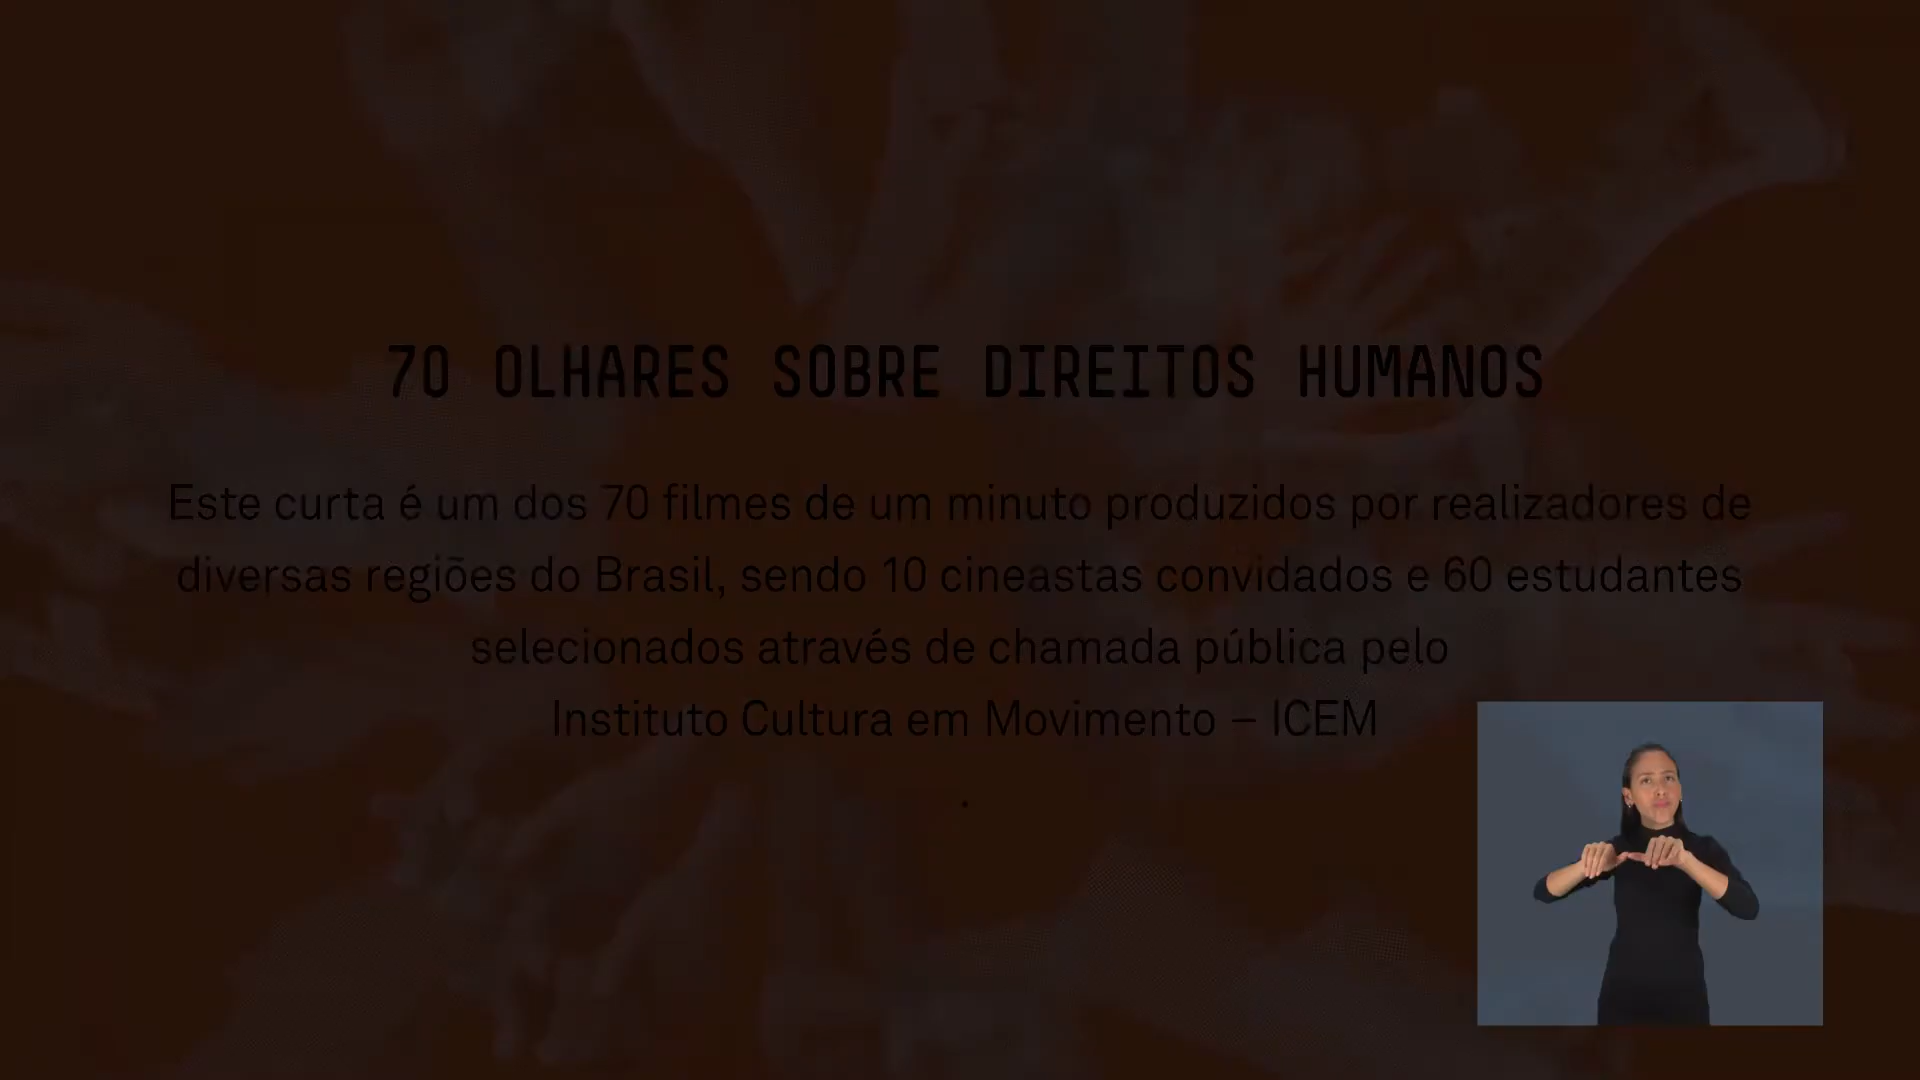 70 OLHARES SOBRE DIREITOS HUMANOS
Este curta é um dos 70 filmes de um minuto produzidos por realizadores de
diversas regiões do Brasil, sendo 10 cineastas convidados e 60 estudantes
selecionados através de chamada pública pelo
Instituto Cultura em Movimento – ICEM